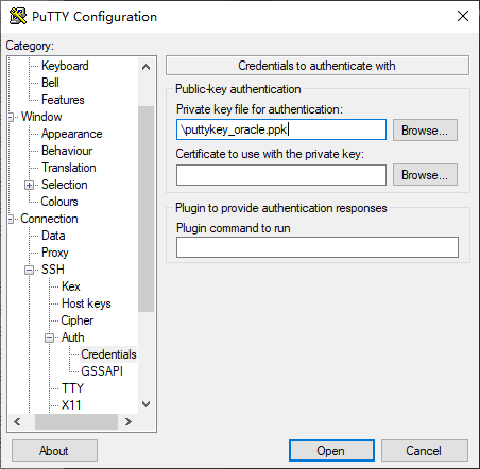 PuTTY Configuration
Category:
Keyboard
Bell
Features
Window
Appearance
Behaviour
Translation
Selection
Colours
Connection
Data
Proxy
SSH
Kex
Host keys
Cipher
Auth
Credentials
GSSAPI
TTY
X11
Credentials to authenticate with
Public-key authentication
Private key file for authentication:
\puttykey_oracle.ppk
Browse...
Certificate to use with the private key:
Browse...
Plugin to provide authentication responses
Plugin command to run
About
Open
Cancel